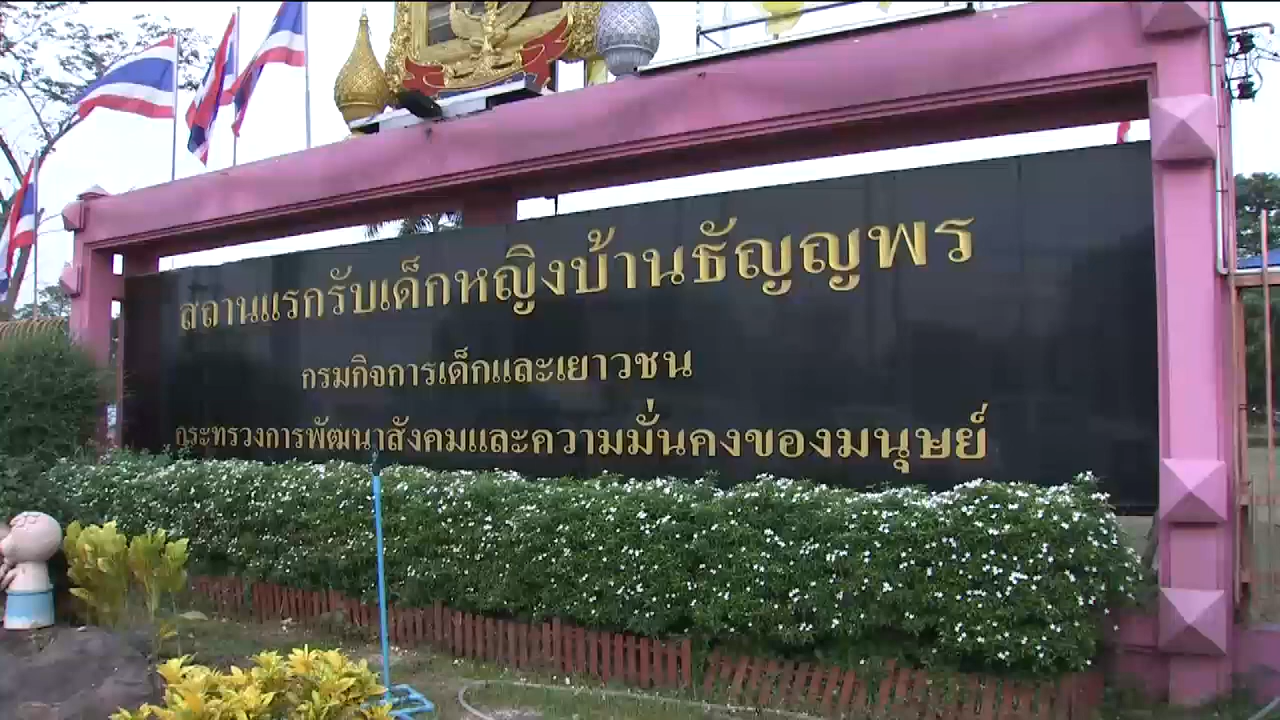 สถานแรกรับเด็กหญิงบ้านธัญญพร
กรมกิจการเด็กและเยาวชน
กระทรวงการพัฒนาสังคมและความมั่นคงของมนุษย์